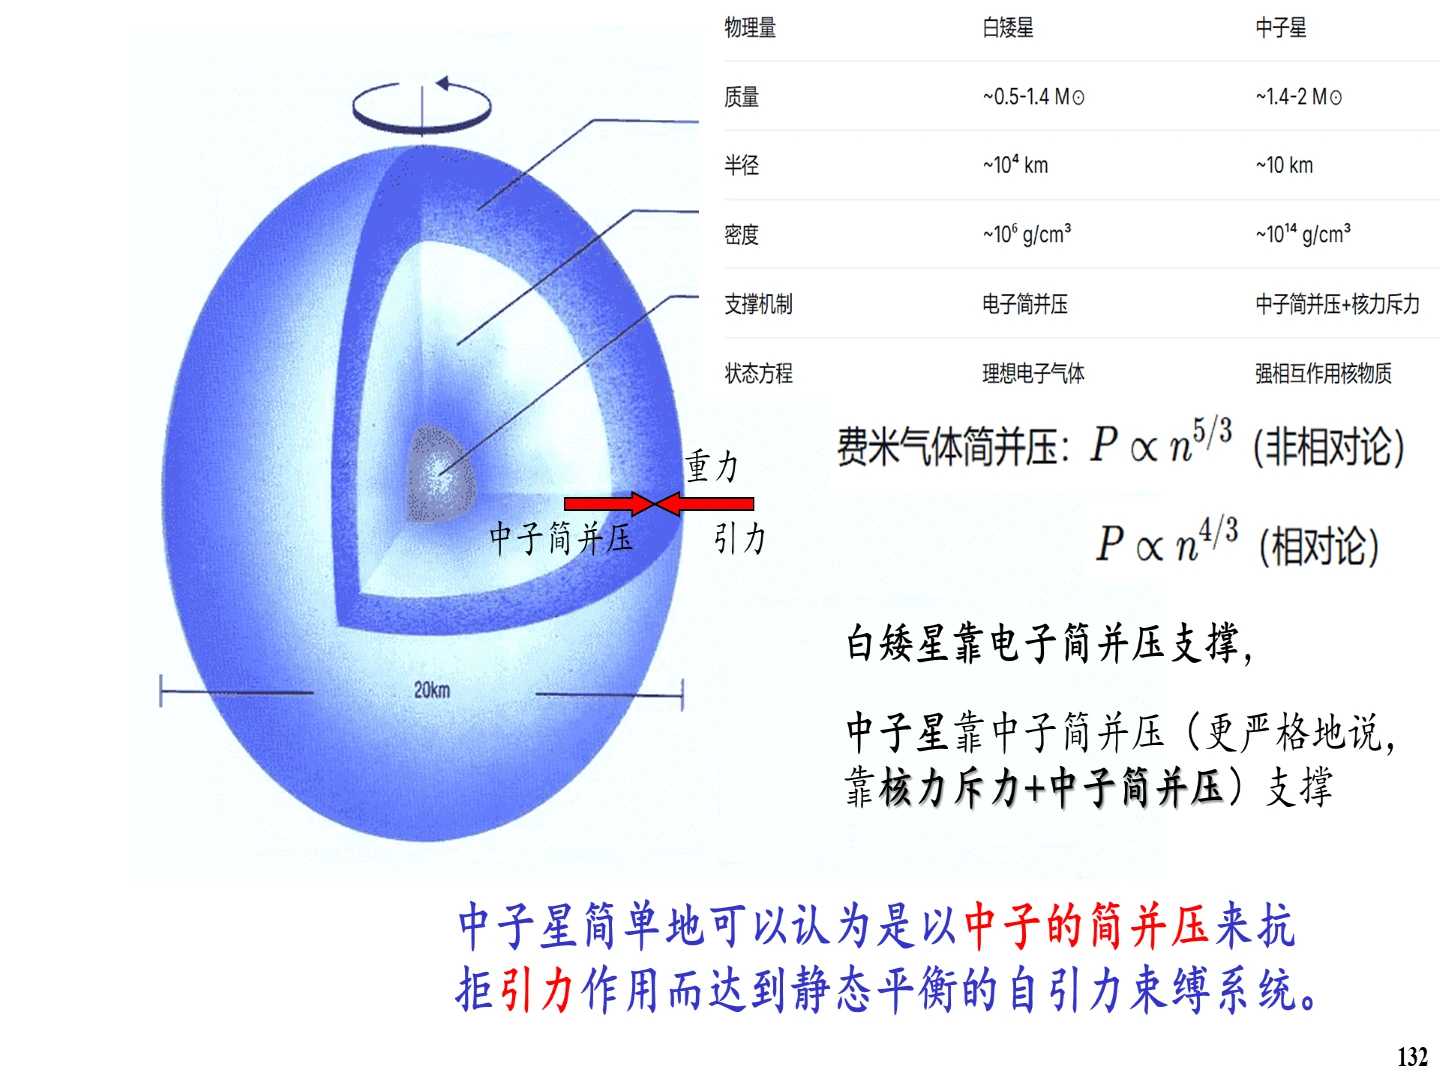 物理量 白矮星 中子星
质量 ~0.5-1.4 M⊙ ~1.4-2 M⊙
半径 ~10⁴ km ~10 km
密度 ~10⁶ g/cm³ ~10¹⁴ g/cm³
支撑机制 电子简并压 中子简并压+核力斥力
状态方程 理想电子气体 强相互作用核物质
费米气体简并压：P ∝ n^{5/3}（非相对论）
P ∝ n^{4/3}（相对论）
重力
中子简并压 引力
20km
白矮星靠电子简并压支撑，
中子星靠中子简并压（更严格地说，
靠核力斥力+中子简并压）支撑
中子星简单地可以认为是以中子的简并压来抗
拒引力作用而达到静态平衡的自引力束缚系统。
132